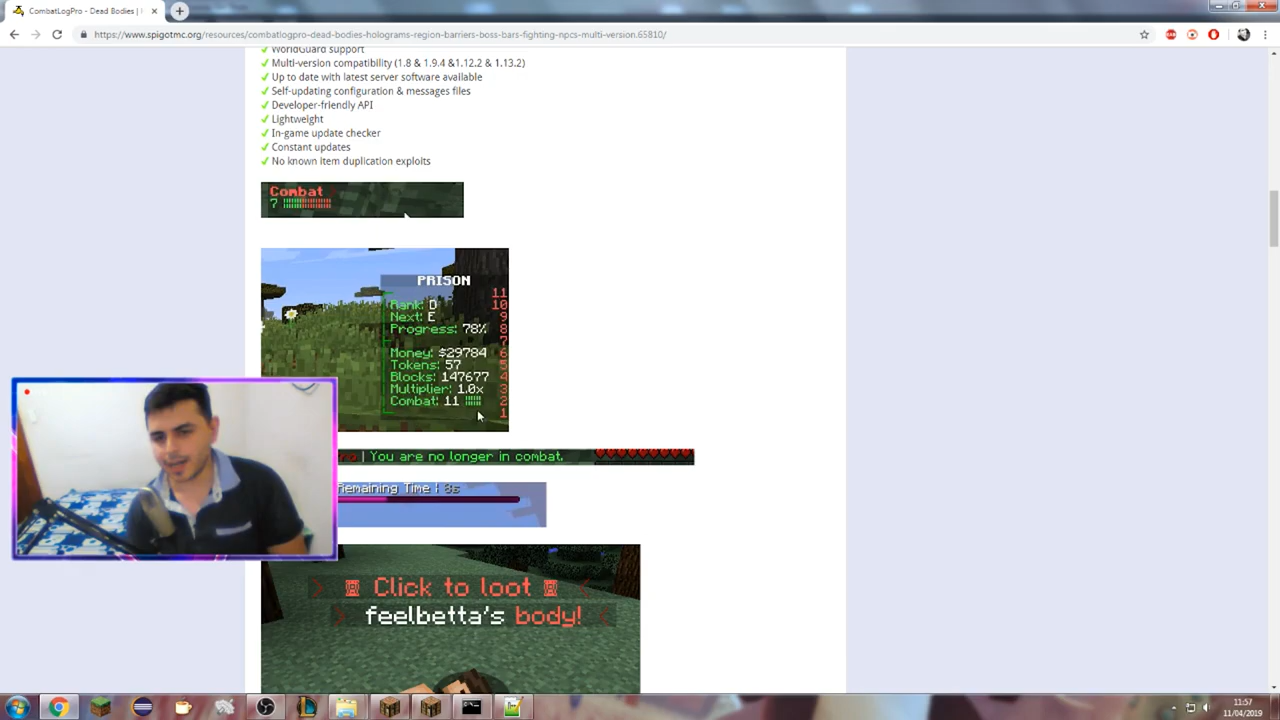 CombatLogPro - Dead Bodies |
https://www.spigotmc.org/resources/combatlogpro-dead-bodies-holograms-region-barriers-boss-bars-fighting-npcs-multi-version.65810/
WorldGuard support
Multi-version compatibility (1.8 & 1.9.4 &1.12.2 & 1.13.2)
Up to date with latest server software available
Self-updating configuration & messages files
Developer-friendly API
Lightweight
In-game update checker
Constant updates
No known item duplication exploits
Combat
7
PRISON
11
Rank: D 10
Next: E 9
Progress: 78% 8
7
Money: $29784 6
Tokens: 57 5
Blocks: 147677 4
Multiplier: 1.0x 3
Combat: 11 2
1
| You are no longer in combat.
Remaining Time : 8s
Click to loot
feelbetta's body!
11:57
11/04/2019